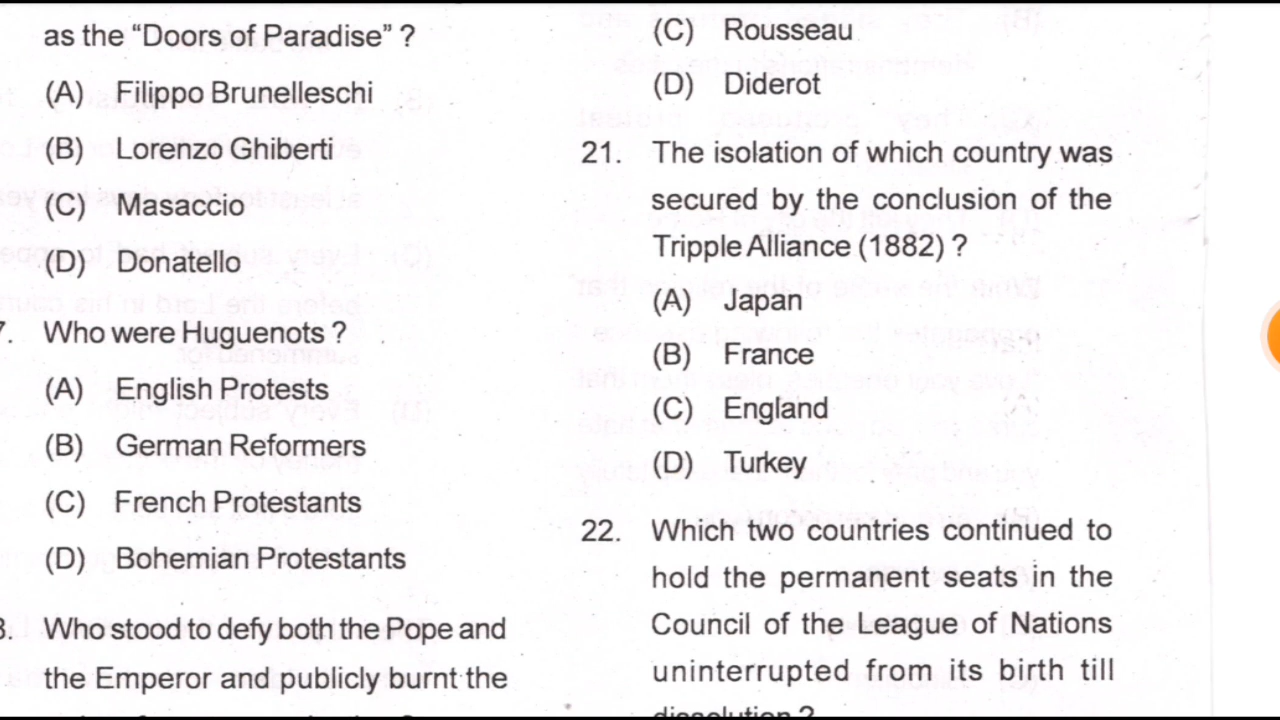 as the “Doors of Paradise” ?
(A) Filippo Brunelleschi
(B) Lorenzo Ghiberti
(C) Masaccio
(D) Donatello
7. Who were Huguenots ?
(A) English Protests
(B) German Reformers
(C) French Protestants
(D) Bohemian Protestants
3. Who stood to defy both the Pope and
the Emperor and publicly burnt the
(C) Rousseau
(D) Diderot
21. The isolation of which country was
secured by the conclusion of the
Tripple Alliance (1882) ?
(A) Japan
(B) France
(C) England
(D) Turkey
22. Which two countries continued to
hold the permanent seats in the
Council of the League of Nations
uninterrupted from its birth till
dissolution ?